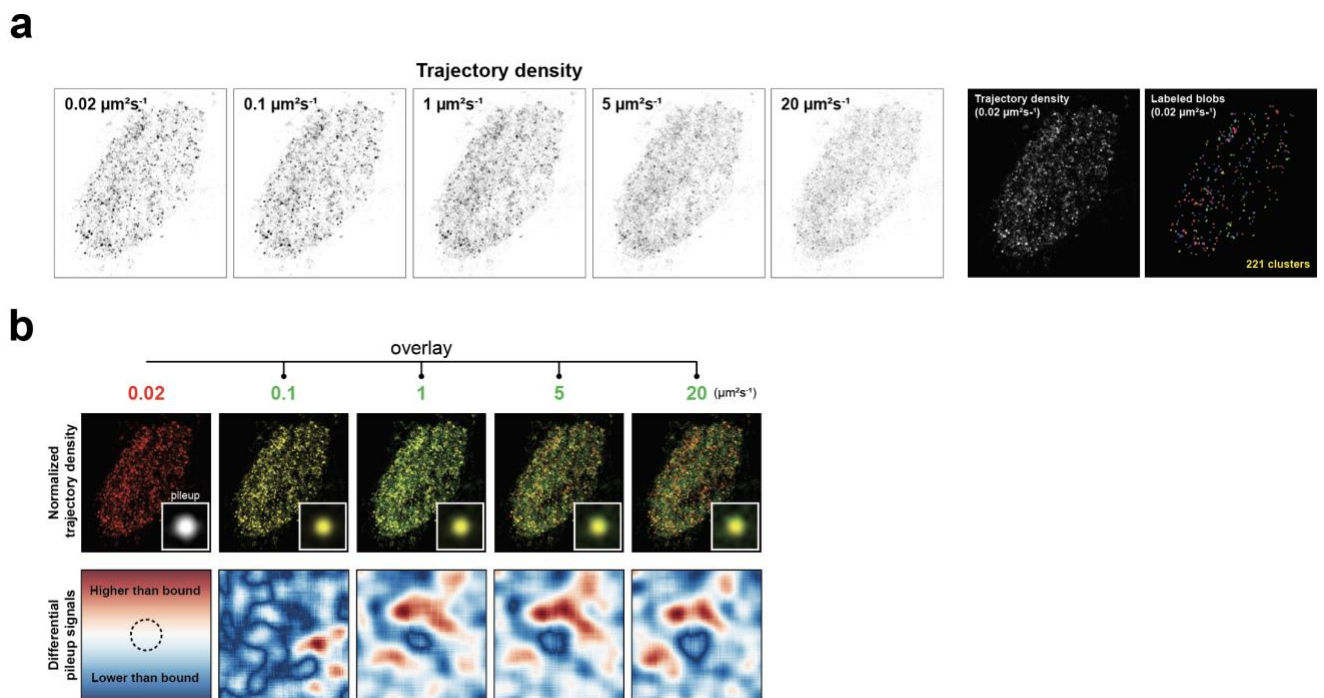 a
Trajectory density
0.02 µm²s⁻¹
0.1 µm²s⁻¹
1 µm²s⁻¹
5 µm²s⁻¹
20 µm²s⁻¹
Trajectory density
(0.02 µm²s-¹)
Labeled blobs
(0.02 µm²s-¹)
221 clusters
b
overlay
0.02
0.1
1
5
20 (µm²s⁻¹)
Normalized
trajectory density
pileup
Differential
pileup signals
Higher than bound
Lower than bound